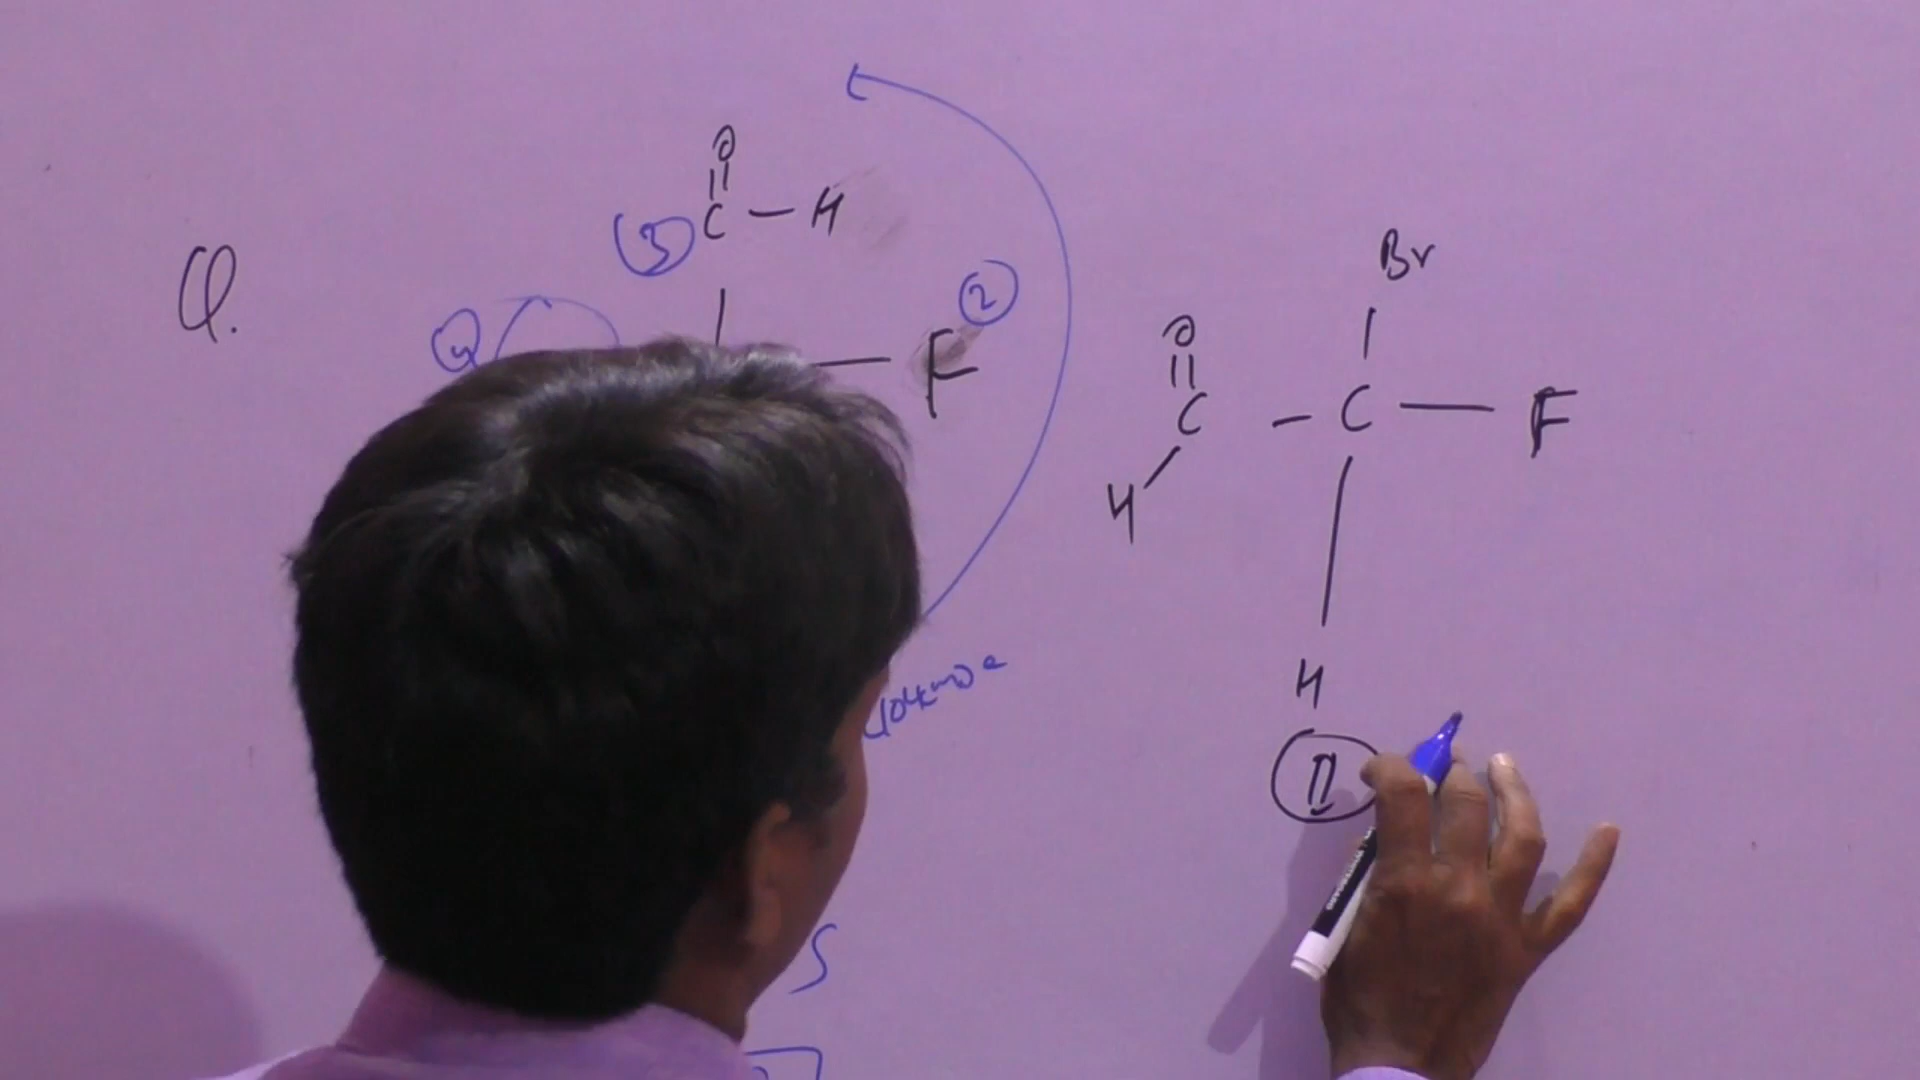 Q.
O
||
③ C - H
④
F ②
Br
O
||
C - C - F
H
H
II
S